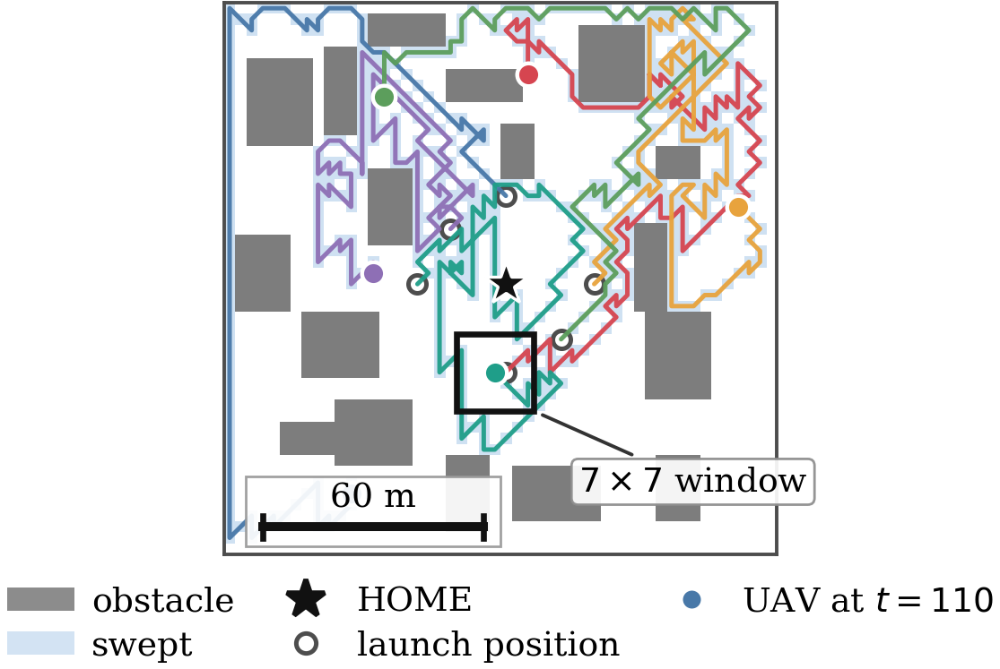 7 × 7 window
60 m
obstacle
HOME
UAV at t = 110
swept
launch position